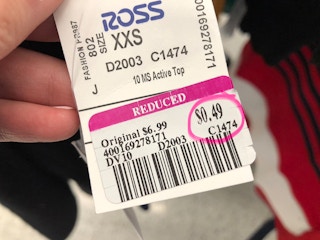 ROSS
FASHION P3957
J 802
SIZE
XXS
D2003 C1474
10 MS Active Top
400169278171
REDUCED
Original $6.99
400169278171
DV10 D2003 C1474
$0.49